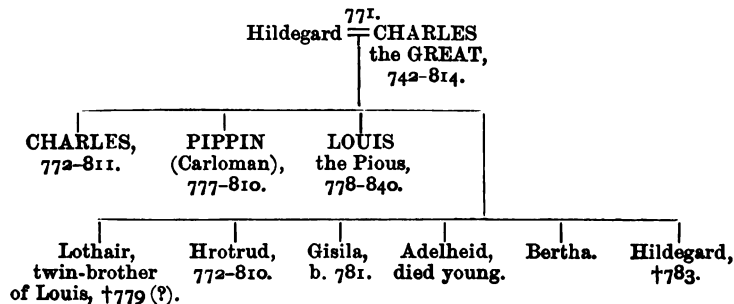 771.
Hildegard = CHARLES
the GREAT,
742–814.
CHARLES, PIPPIN LOUIS
772–811. (Carloman), the Pious,
777–810. 778–840.
Lothair, Hrotrud, Gisila, Adelheid, Bertha. Hildegard,
twin-brother 772–810. b. 781. died young. †783.
of Louis, †779 (?).